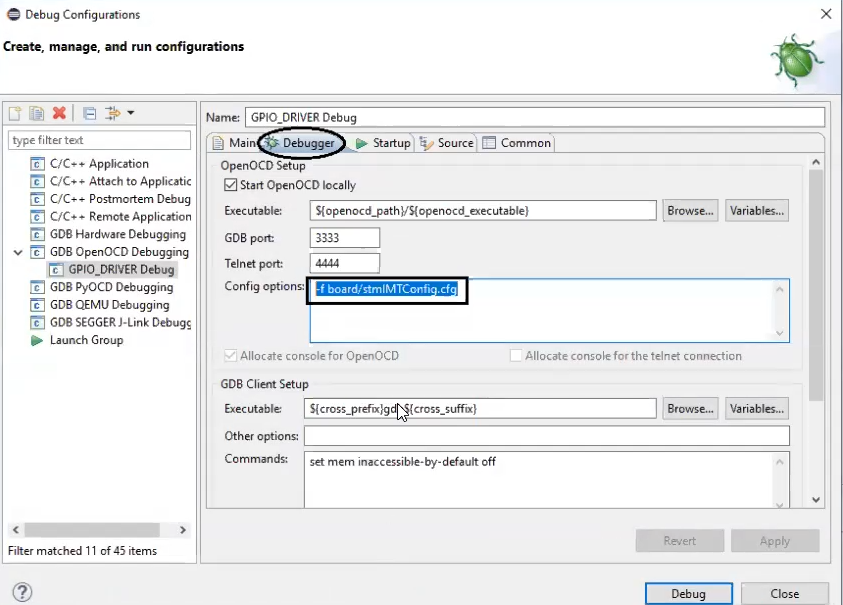 Debug Configurations
Create, manage, and run configurations
type filter text
C/C++ Application
C/C++ Attach to Applicatic
C/C++ Postmortem Debug
C/C++ Remote Application
GDB Hardware Debugging
GDB OpenOCD Debugging
GPIO_DRIVER Debug
GDB PyOCD Debugging
GDB QEMU Debugging
GDB SEGGER J-Link Debugg
Launch Group
Filter matched 11 of 45 items
Name: GPIO_DRIVER Debug
Main Debugger Startup Source Common
OpenOCD Setup
Start OpenOCD locally
Executable: ${openocd_path}/${openocd_executable} Browse... Variables...
GDB port: 3333
Telnet port: 4444
Config options: -f board/stmIMTConfig.cfg
Allocate console for OpenOCD Allocate console for the telnet connection
GDB Client Setup
Executable: ${cross_prefix}gdb${cross_suffix} Browse... Variables...
Other options:
Commands: set mem inaccessible-by-default off
Revert Apply
Debug Close